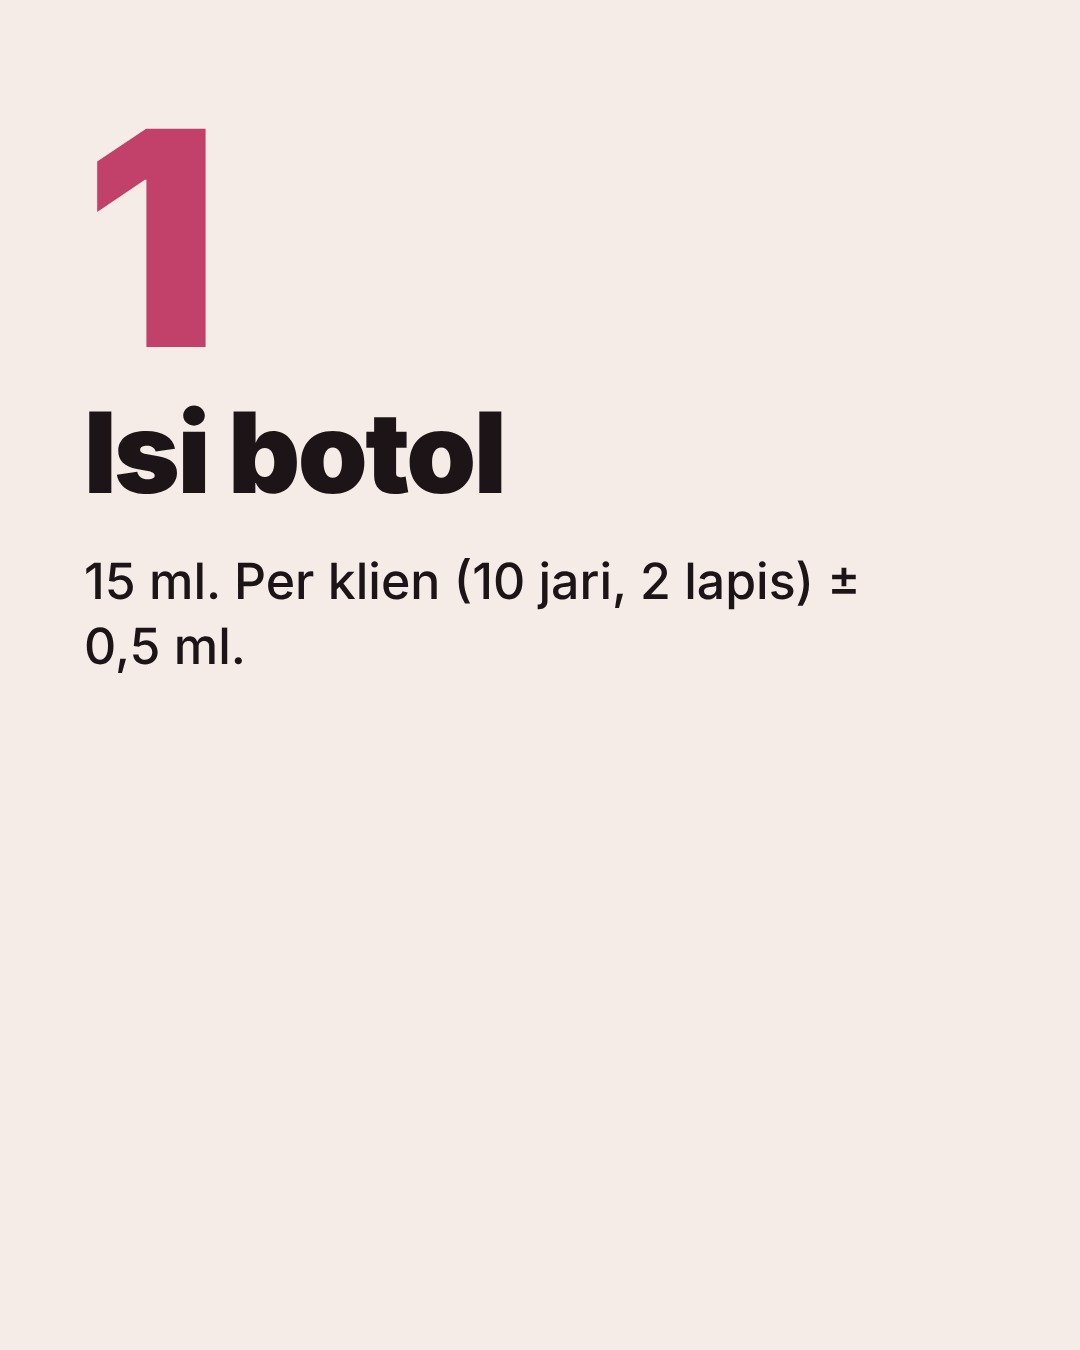 1
Isi botol
15 ml. Per klien (10 jari, 2 lapis) ±
0,5 ml.